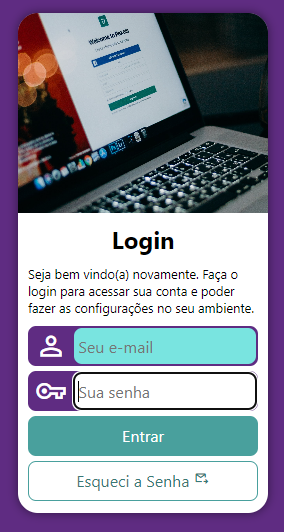 Login
Seja bem vindo(a) novamente. Faça o
login para acessar sua conta e poder
fazer as configurações no seu ambiente.
Seu e-mail
Sua senha
Entrar
Esqueci a Senha